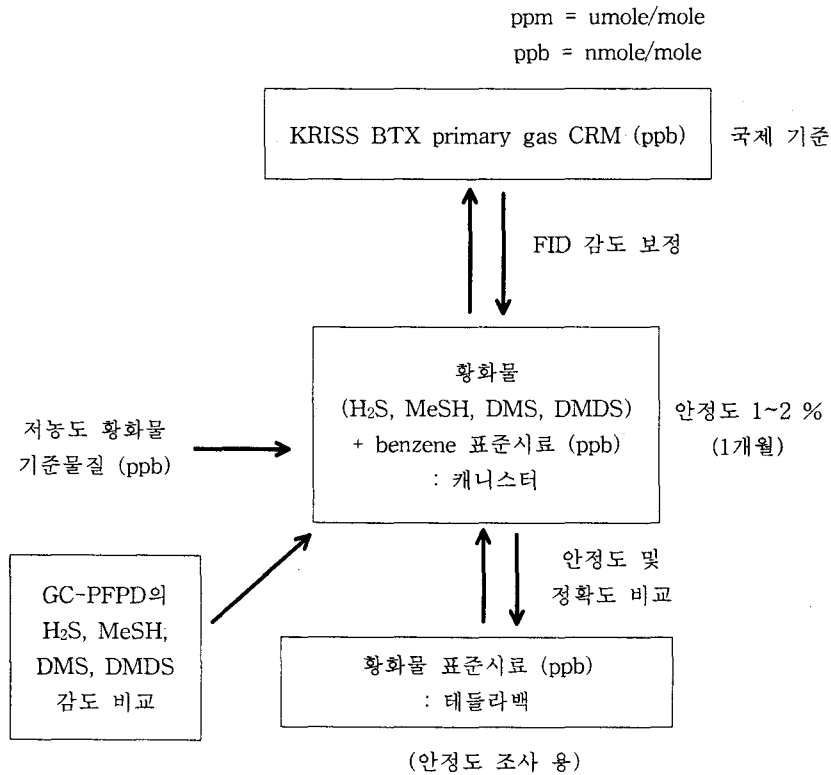 ppm = umole/mole
ppb = nmole/mole
KRISS BTX primary gas CRM (ppb)
국제 기준
FID 감도 보정
황화물
(H₂S, MeSH, DMS, DMDS)
+ benzene 표준시료 (ppb)
: 캐니스터
안정도 1~2 %
(1개월)
저농도 황화물
기준물질 (ppb)
안정도 및
정확도 비교
GC-PFPD의
H₂S, MeSH,
DMS, DMDS
감도 비교
황화물 표준시료 (ppb)
: 테들라백
(안정도 조사 용)